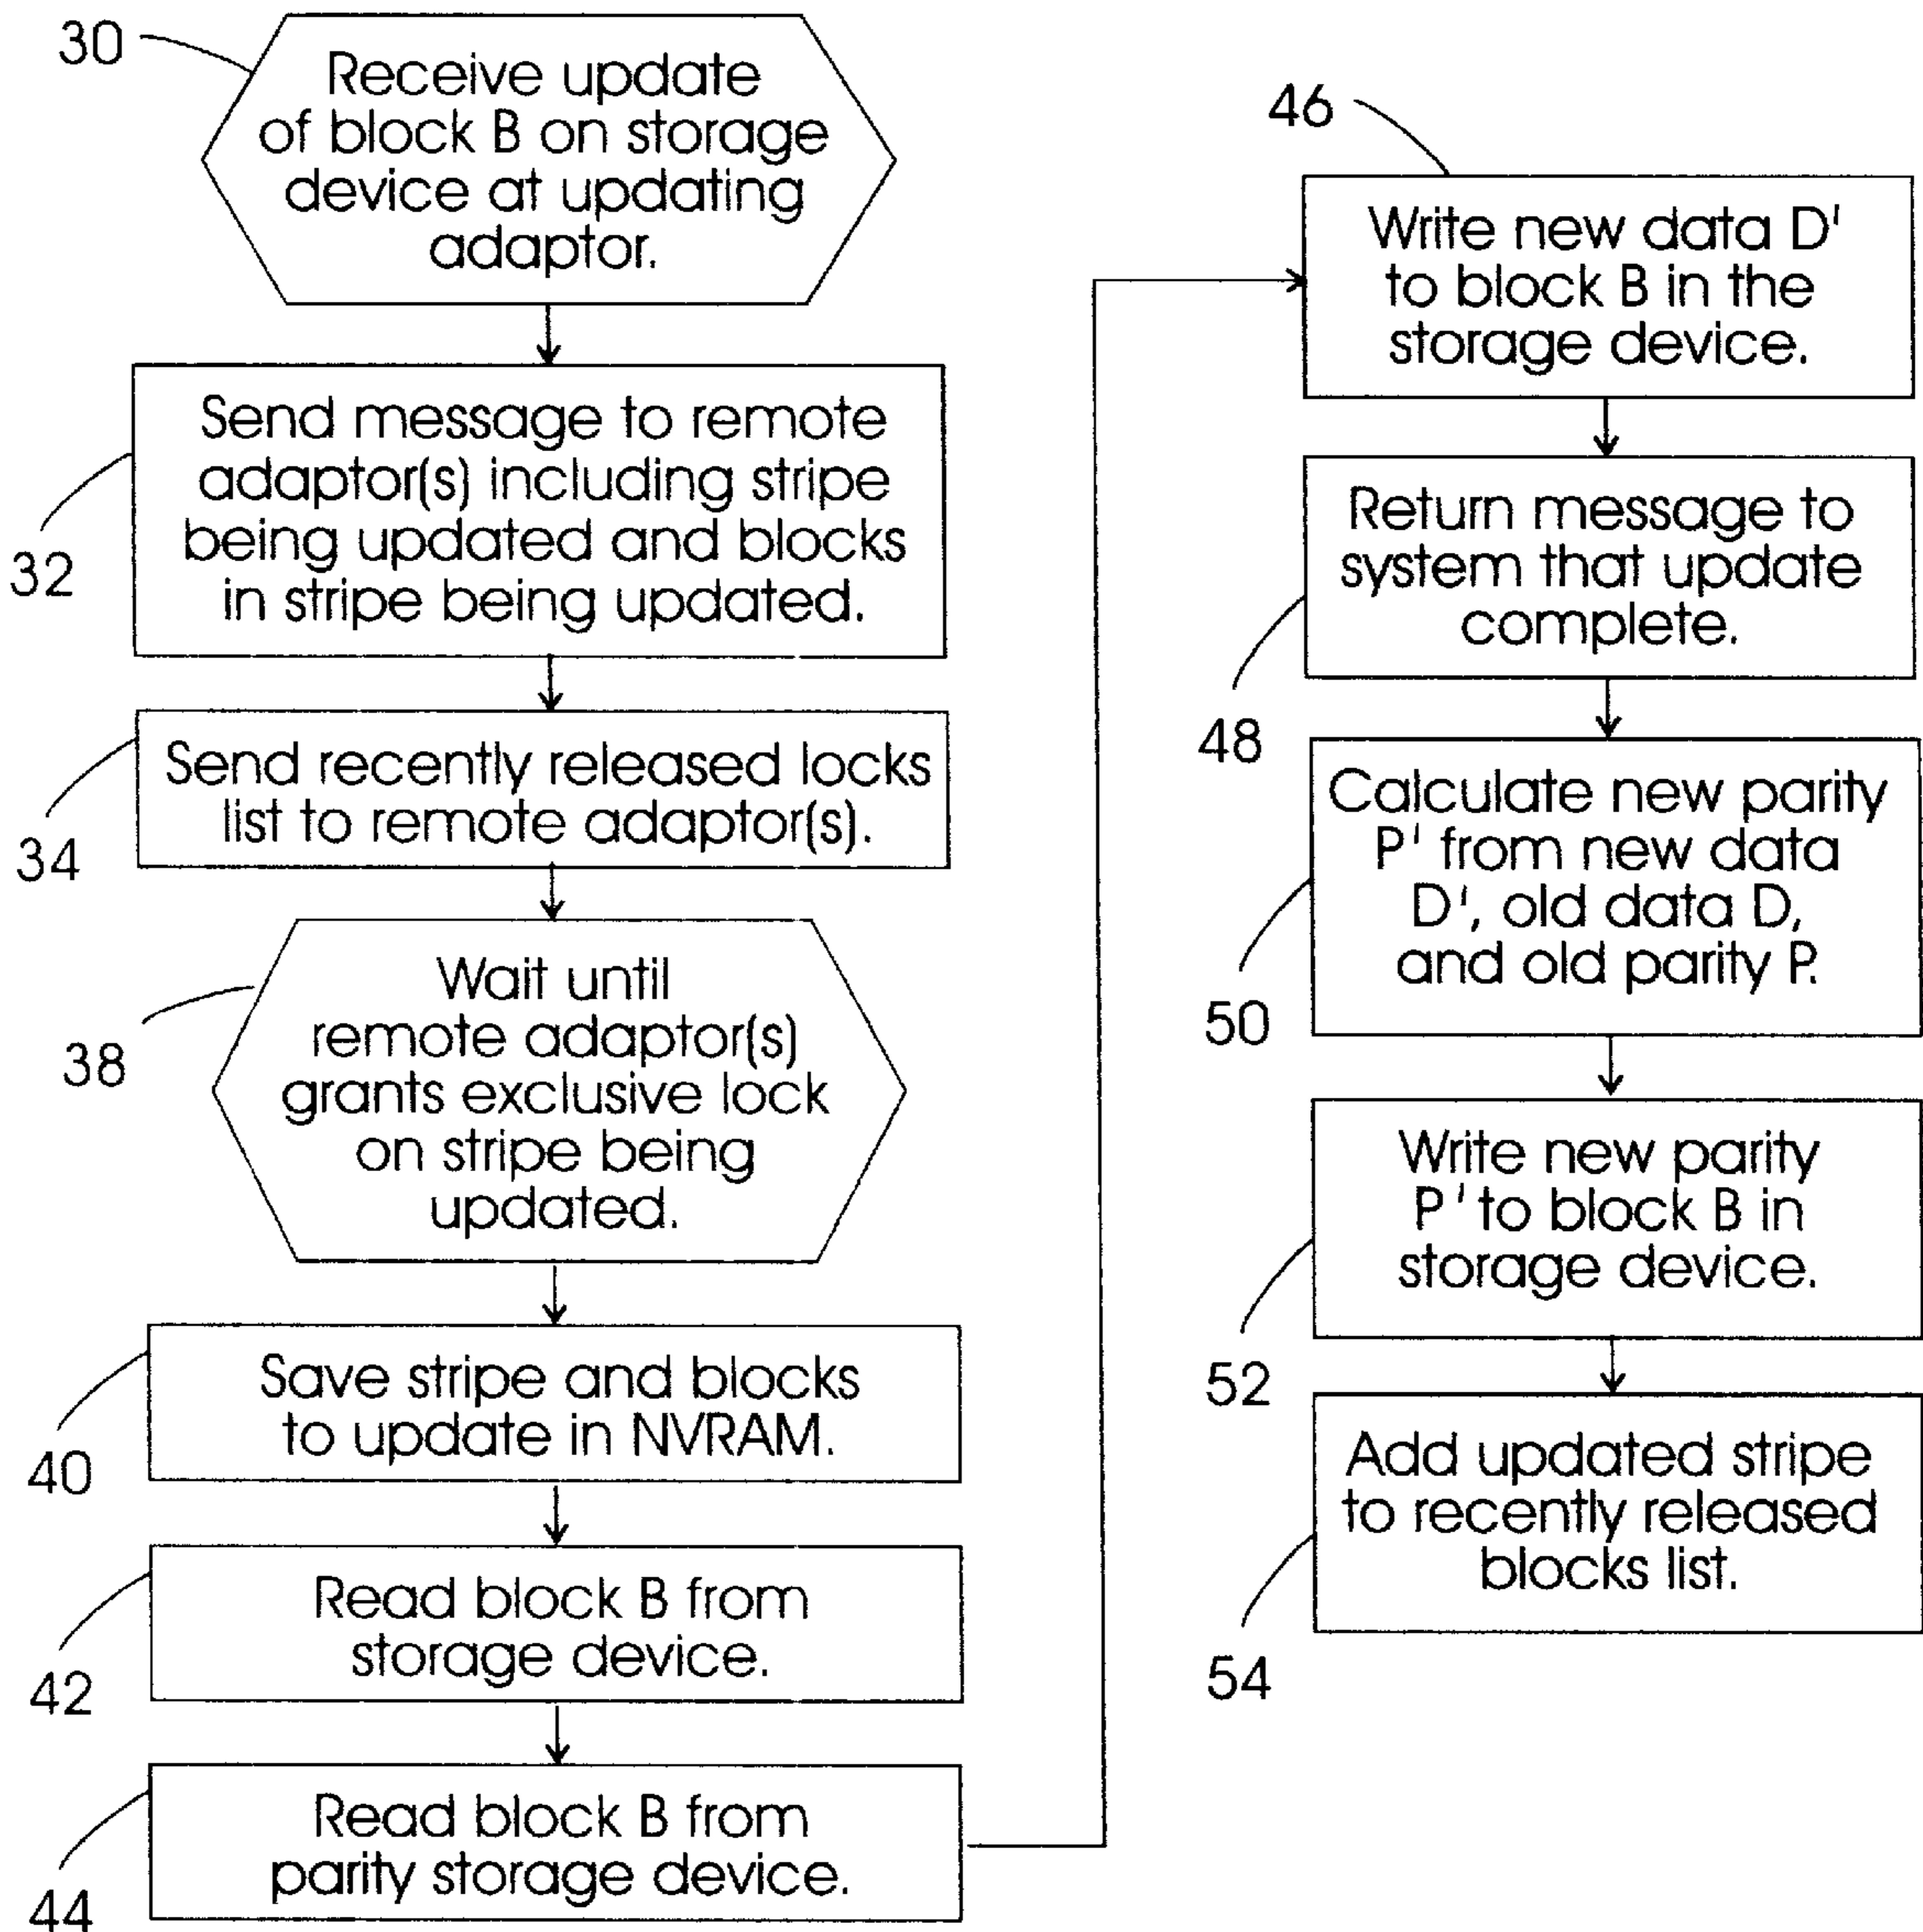 30
Receive update
of block B on storage
device at updating
adaptor.
32
Send message to remote
adaptor(s) including stripe
being updated and blocks
in stripe being updated.
34
Send recently released locks
list to remote adaptor(s).
38
Wait until
remote adaptor(s)
grants exclusive lock
on stripe being
updated.
40
Save stripe and blocks
to update in NVRAM.
42
Read block B from
storage device.
44
Read block B from
parity storage device.
46
Write new data D'
to block B in the
storage device.
48
Return message to
system that update
complete.
50
Calculate new parity
P' from new data
D', old data D,
and old parity P.
52
Write new parity
P' to block B in
storage device.
54
Add updated stripe
to recently released
blocks list.